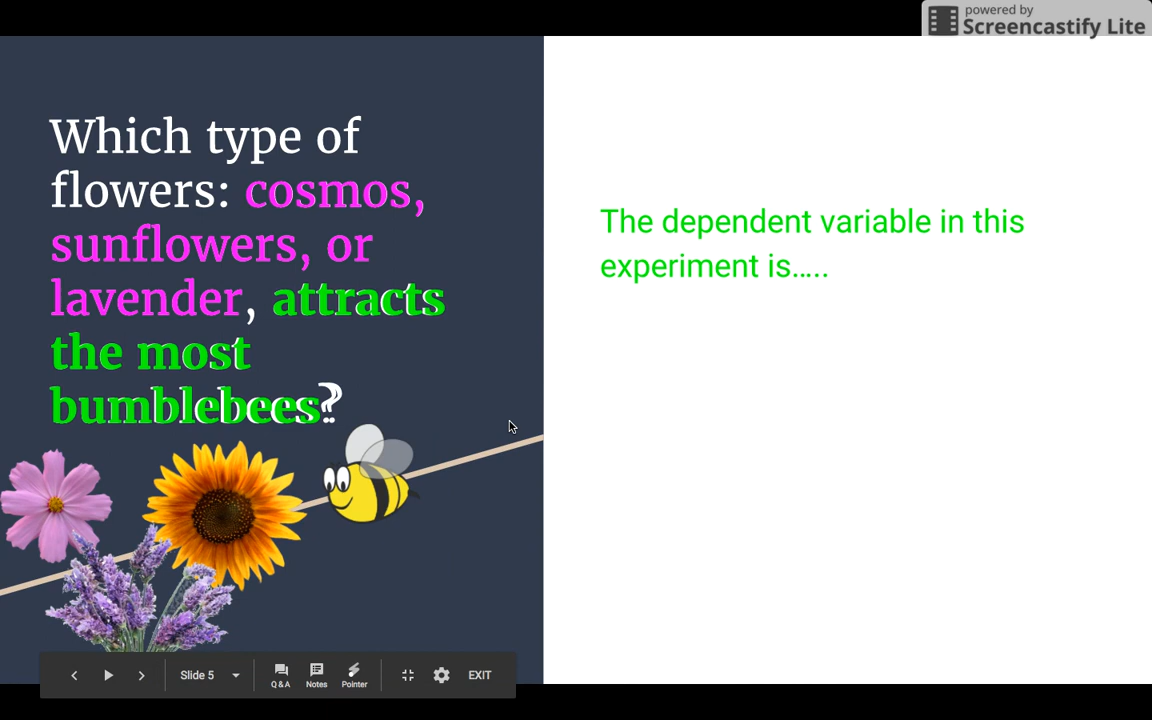 powered by
Screencastify Lite
Which type of
flowers: cosmos,
sunflowers, or
lavender, attracts
the most
bumblebees?
The dependent variable in this
experiment is.....
Slide 5
Q & A
Notes
Pointer
EXIT